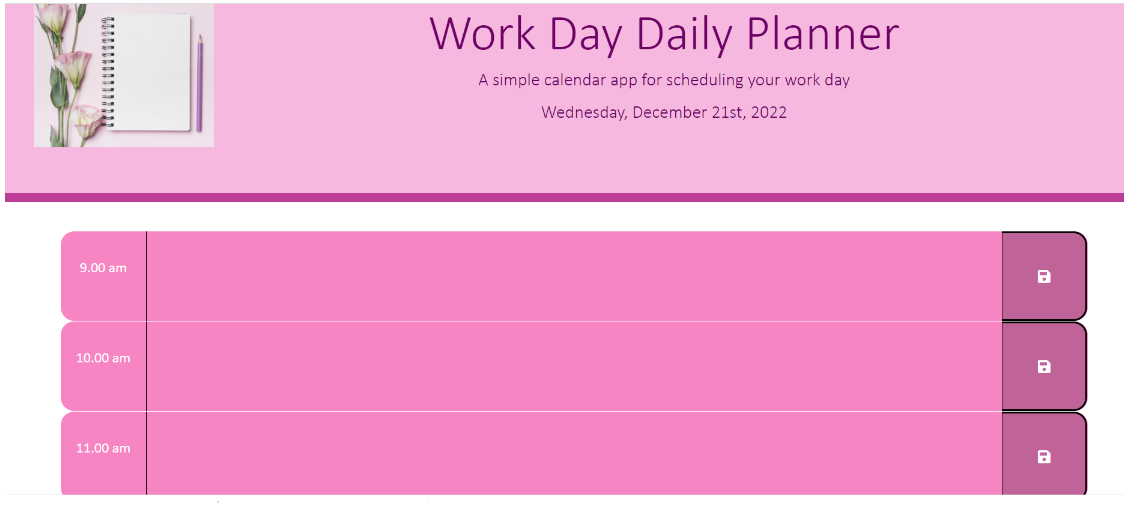 Work Day Daily Planner
A simple calendar app for scheduling your work day
Wednesday, December 21st, 2022
9.00 am
10.00 am
11.00 am